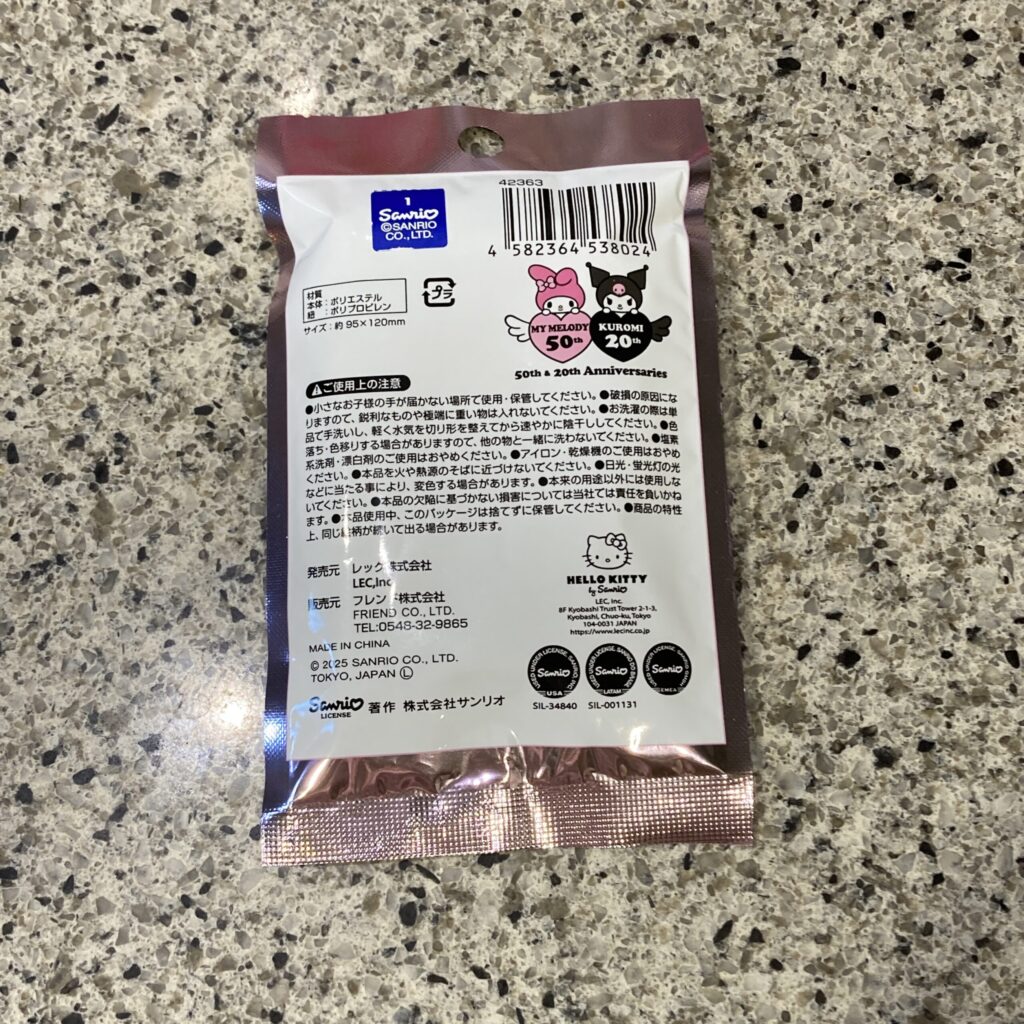 42363
1
Sanrio
©SANRIO
CO.,LTD.
4 582364 538024
材質
本体：ポリエステル
紐：ポリプロピレン
サイズ：約 95×120mm
プラ
MY MELODY
50th
KUROMI
20th
50th & 20th Anniversaries
ご使用上の注意
●小さなお子様の手が届かない場所で使用・保管してください。●破損の原因にな
りますので、鋭利なものや極端に重い物は入れないでください。●お洗濯の際は単
品で手洗いし、軽く水気を切り形を整えてから速やかに陰干ししてください。●色
落ち・色移りする場合がありますので、他の物と一緒に洗わないでください。●塩素
系洗剤・漂白剤のご使用はおやめください。●アイロン・乾燥機のご使用はおやめ
ください。●本品を火や熱源のそばに近づけないでください。●日光・蛍光灯の光
などに当たる事により、変色する場合があります。●本来の用途以外には使用しな
いでください。●本品の欠陥に基づかない損害については当社では責任を負いかね
ます。●本品使用中、このパッケージは捨てずに保管してください。●商品の特性
上、同じ絵柄が続いて出る場合があります。
発売元 レック株式会社
LEC,Inc.
販売元 フレンド株式会社
FRIEND CO., LTD.
TEL:0548-32-9865
MADE IN CHINA
© 2025 SANRIO CO., LTD.
TOKYO, JAPAN Ⓛ
Sanrio
LICENSE
著作 株式会社サンリオ
HELLO KITTY
by Sanrio
LEC, Inc.
8F Kyobashi Trust Tower 2-1-3,
Kyobashi, Chuo-ku, Tokyo
104-0031 JAPAN
https://www.lecinc.co.jp
USED UNDER LICENSE, SANRIO, INC.
Sanrio
USA
USED UNDER LICENSE, SANRIO DO BRASIL
Sanrio
LATAM
USED UNDER LICENSE, SANRIO
Sanrio
EMEA
SIL-34840 SIL-001131